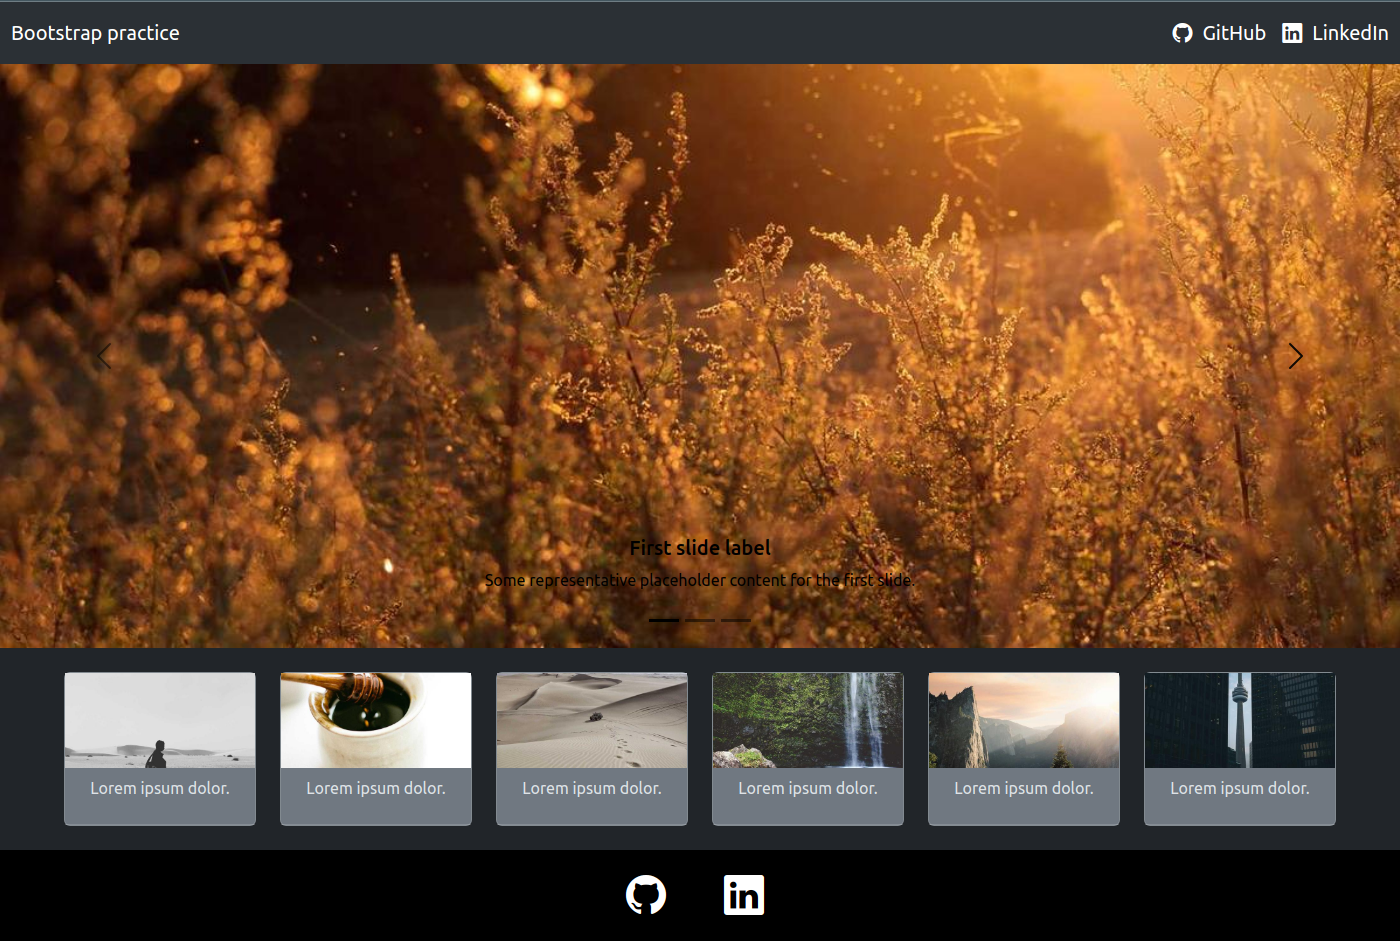 Bootstrap practice
GitHub
LinkedIn
First slide label
Some representative placeholder content for the first slide.
Lorem ipsum dolor.
Lorem ipsum dolor.
Lorem ipsum dolor.
Lorem ipsum dolor.
Lorem ipsum dolor.
Lorem ipsum dolor.